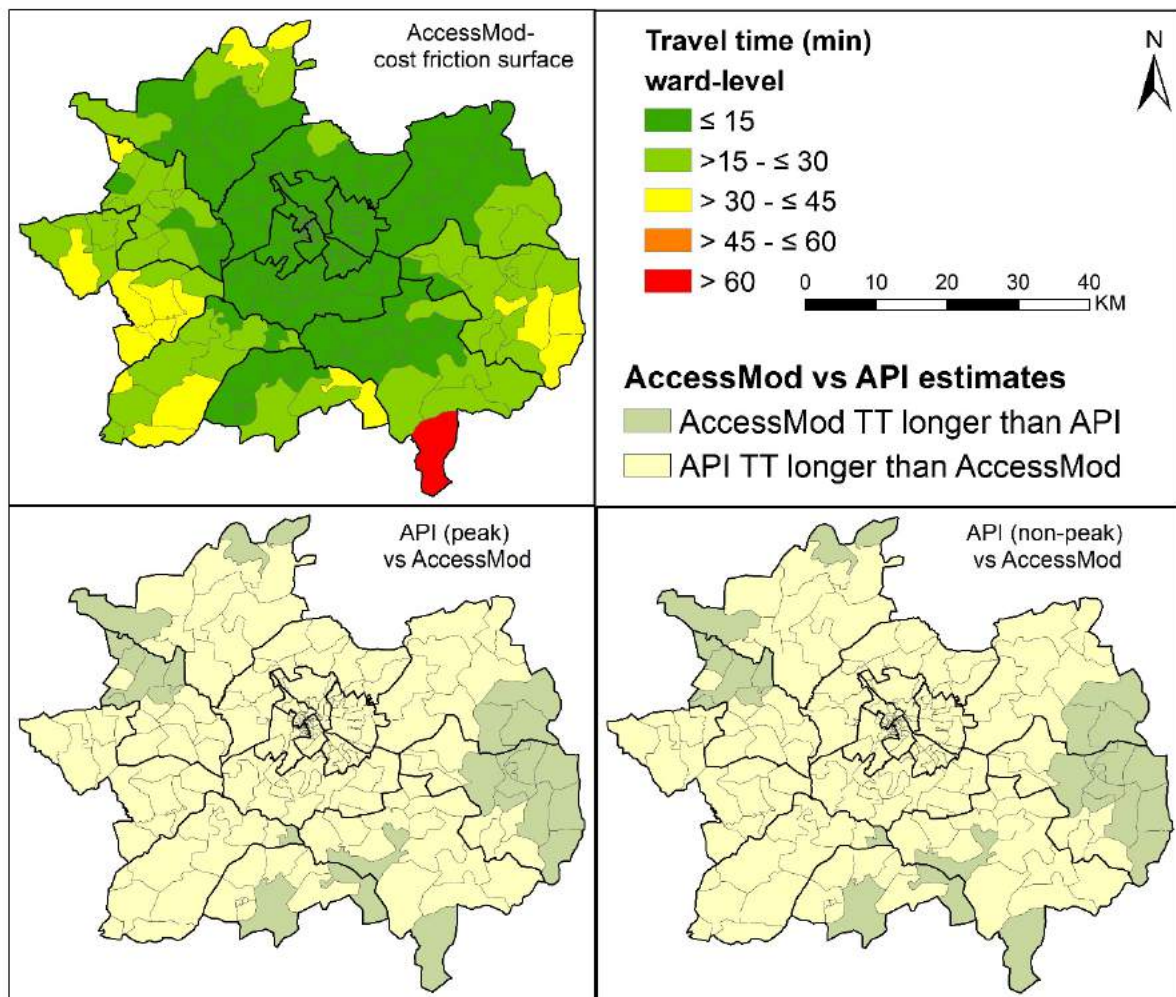 AccessMod-
cost friction surface
Travel time (min)
ward-level
≤ 15
>15 - ≤ 30
> 30 - ≤ 45
> 45 - ≤ 60
> 60
N
0 10 20 30 40
KM
AccessMod vs API estimates
AccessMod TT longer than API
API TT longer than AccessMod
API (peak)
vs AccessMod
API (non-peak)
vs AccessMod